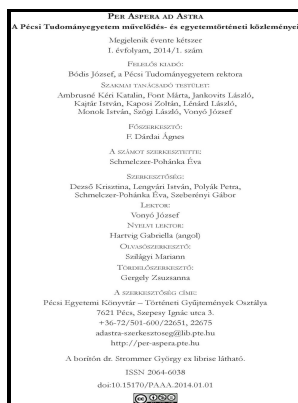 PER ASPERA AD ASTRA
A Pécsi Tudományegyetem művelődés- és egyetemtörténeti közleményei
Megjelenik évente kétszer
I. évfolyam, 2014/1. szám
FELELŐS KIADÓ:
Bódis József, a Pécsi Tudományegyetem rektora
SZAKMAI TANÁCSADÓ TESTÜLET:
Ambrusné Kéri Katalin, Font Márta, Jankovits László,
Kajtár István, Kaposi Zoltán, Lénárd László,
Monok István, Szögi László, Vonyó József
FŐSZERKESZTŐ:
F. Dárdai Ágnes
A SZÁMOT SZERKESZTETTE:
Schmelczer-Pohánka Éva
SZERKESZTŐSÉG:
Dezső Krisztina, Lengvári István, Polyák Petra,
Schmelczer-Pohánka Éva, Szeberényi Gábor
LEKTOR:
Vonyó József
NYELVI LEKTOR:
Hartvig Gabriella (angol)
OLVASÓSZERKESZTŐ:
Szilágyi Mariann
TÖRDELŐSZERKESZTŐ:
Gergely Zsuzsanna
A SZERKESZTŐSÉG CÍME:
Pécsi Egyetemi Könyvtár – Történeti Gyűjtemények Osztálya
7621 Pécs, Szepesy Ignác utca 3.
+36-72/501-600/22651, 22675
adastra-szerkesztoseg@lib.pte.hu
http://per-aspera.pte.hu
A borítón dr. Strommer György ex librise látható.
ISSN 2064-6038
doi:10.15170/PAAA.2014.01.01